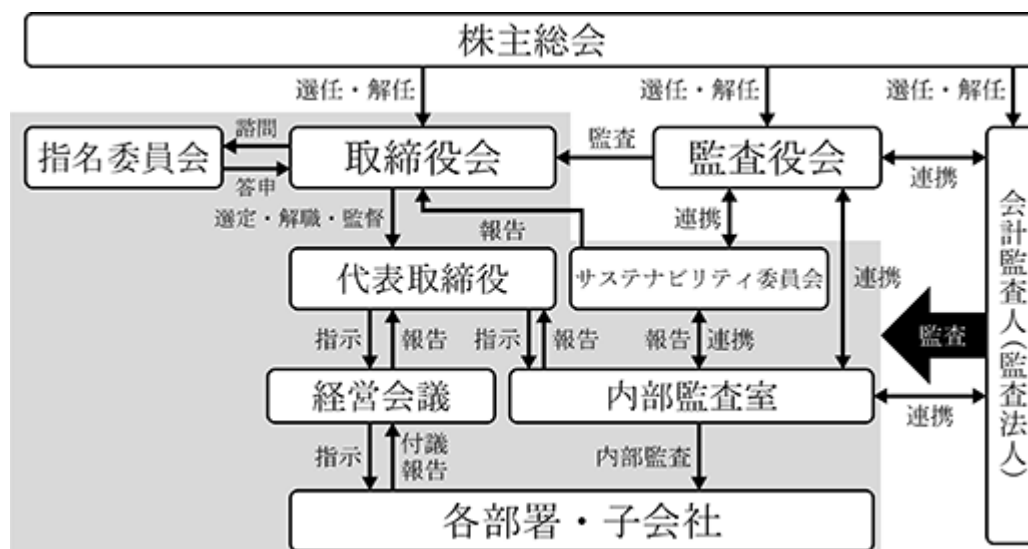 株主総会
選任・解任
選任・解任
選任・解任
指名委員会
諮問
答申
取締役会
監査
監査役会
連携
選定・解職・監督
報告
連携
連携
代表取締役
サステナビリティ委員会
会計監査人(監査法人)
監査
指示
報告
指示
報告
報告
連携
経営会議
内部監査室
連携
指示
付議
報告
内部監査
各部署・子会社